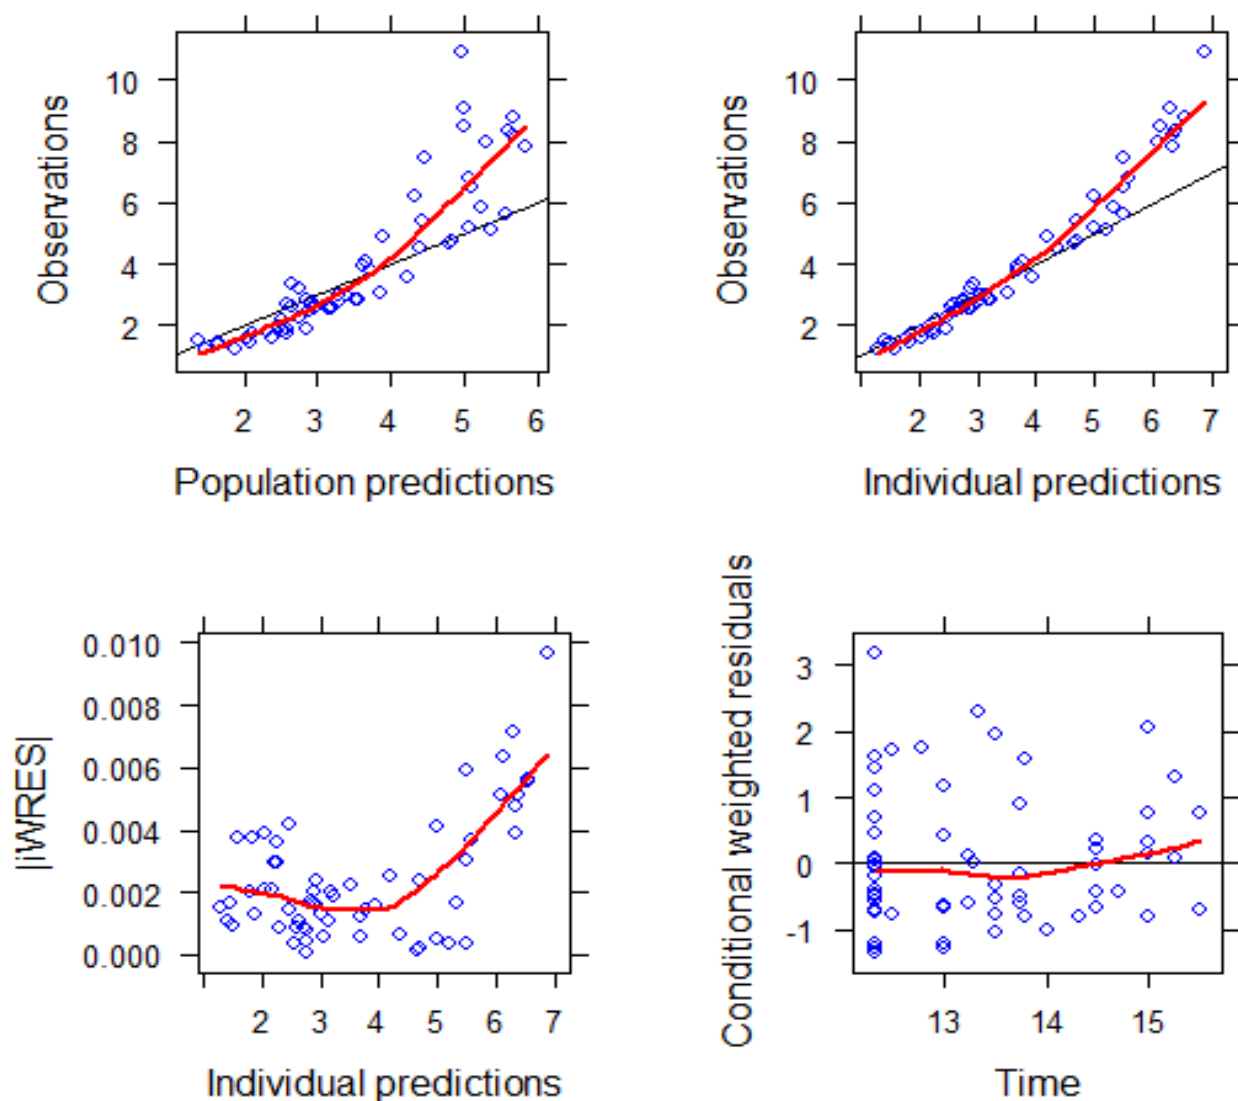 Observations
10
8
6
4
2
2 3 4 5 6
Population predictions
Observations
10
8
6
4
2
2 3 4 5 6 7
Individual predictions
|iWRES|
0.010
0.008
0.006
0.004
0.002
0.000
2 3 4 5 6 7
Individual predictions
Conditional weighted residuals
3
2
1
0
-1
13 14 15
Time